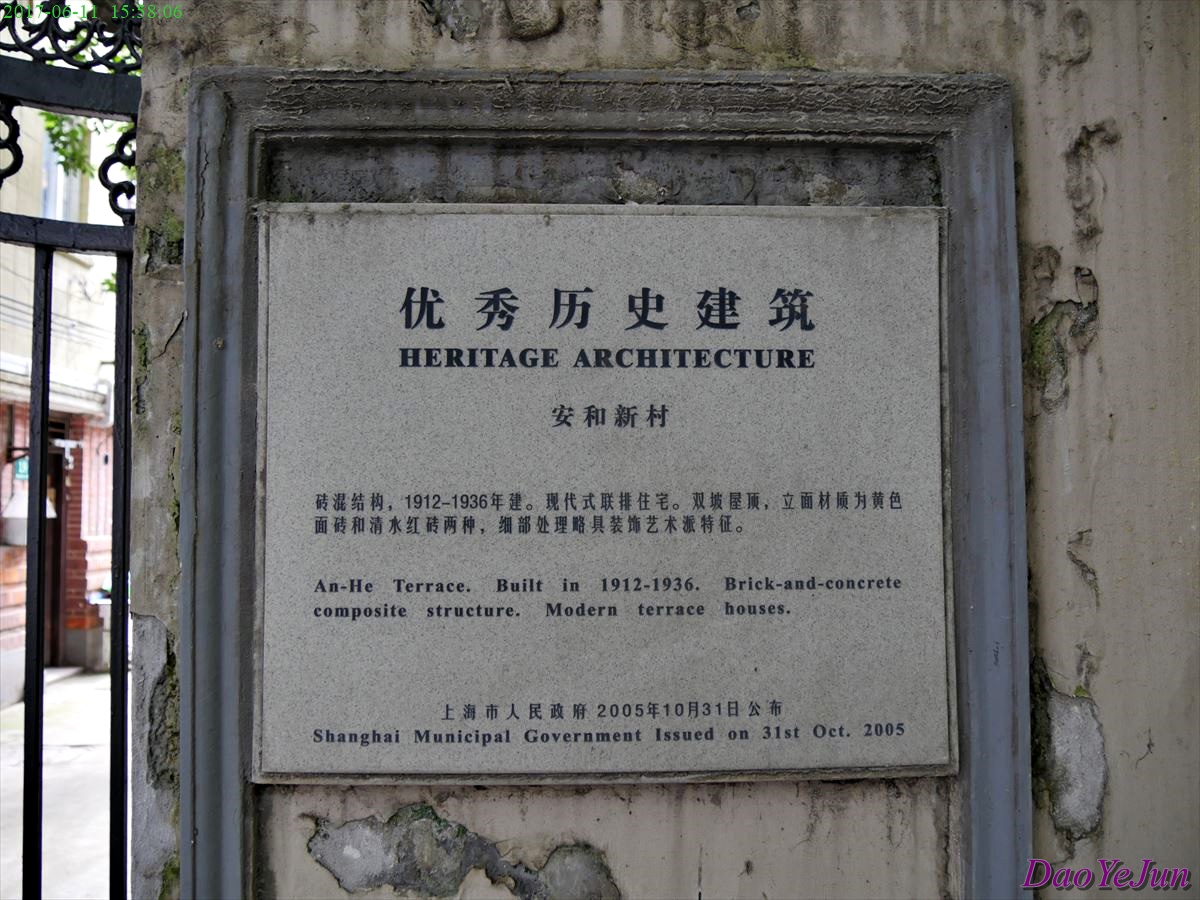 2017-06-11 15:38:06
优秀历史建筑
HERITAGE ARCHITECTURE
安和新村
砖混结构，1912-1936年建。现代式联排住宅。双坡屋顶，立面材质为黄色
面砖和清水红砖两种，细部处理略具装饰艺术派特征。
An-He Terrace. Built in 1912-1936. Brick-and-concrete
composite structure. Modern terrace houses.
上海市人民政府 2005年10月31日公布
Shanghai Municipal Government Issued on 31st Oct. 2005
DaoYeJun